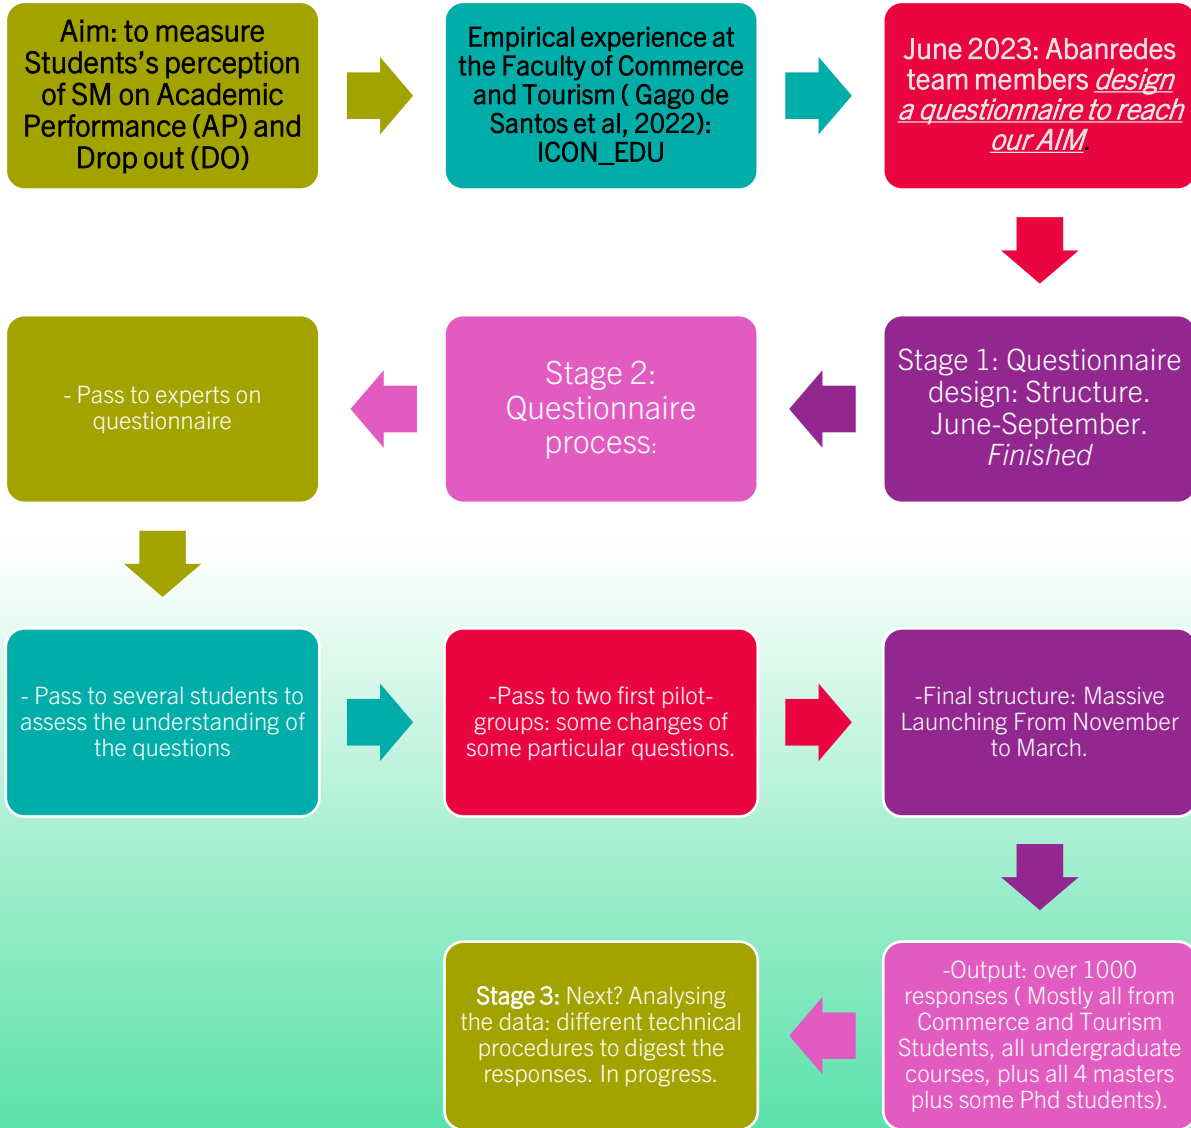 Aim: to measure
Students’s perception
of SM on Academic
Performance (AP) and
Drop out (DO)
Empirical experience at
the Faculty of Commerce
and Tourism ( Gago de
Santos et al, 2022):
ICON_EDU
June 2023: Abanredes
team members design
a questionnaire to reach
our AIM.
Stage 1: Questionnaire
design: Structure.
June-September.
Finished
Stage 2:
Questionnaire
process:
- Pass to experts on
questionnaire
- Pass to several students to
assess the understanding of
the questions
-Pass to two first pilot-
groups: some changes of
some particular questions.
-Final structure: Massive
Launching From November
to March.
-Output: over 1000
responses ( Mostly all from
Commerce and Tourism
Students, all undergraduate
courses, plus all 4 masters
plus some Phd students).
Stage 3: Next? Analysing
the data: different technical
procedures to digest the
responses. In progress.